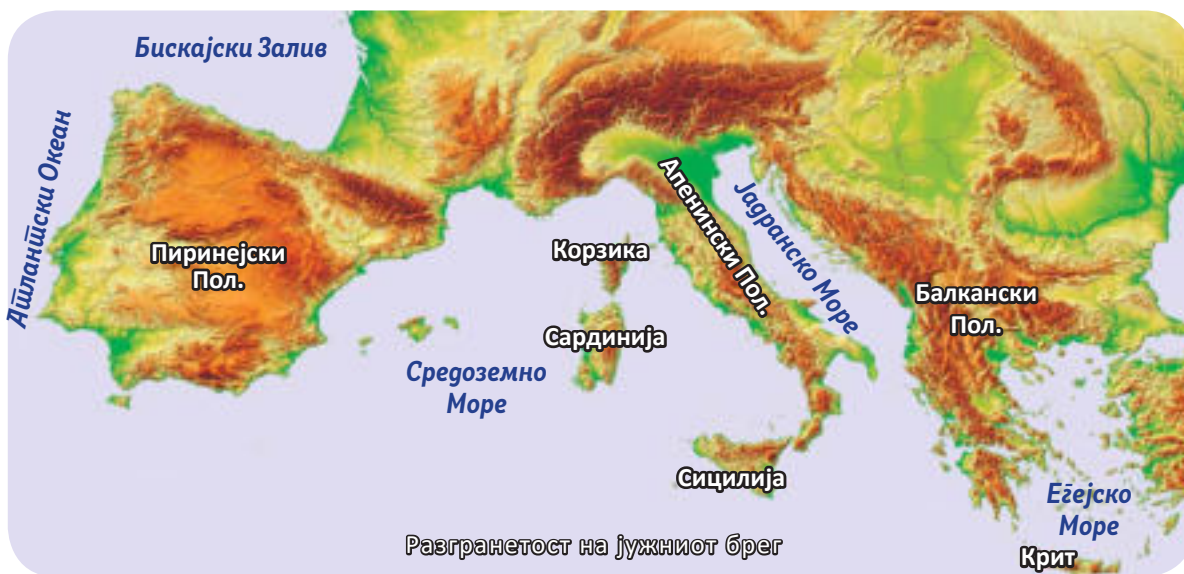 Бискајски Залив
Атлантски Океан
Пиринејски
Пол.
Корзика
Апенински Пол.
Јадранско Море
Сардинија
Балкански
Пол.
Средоземно
Море
Сицилија
Егејско
Море
Разгранетост на јужниот брег
Крит